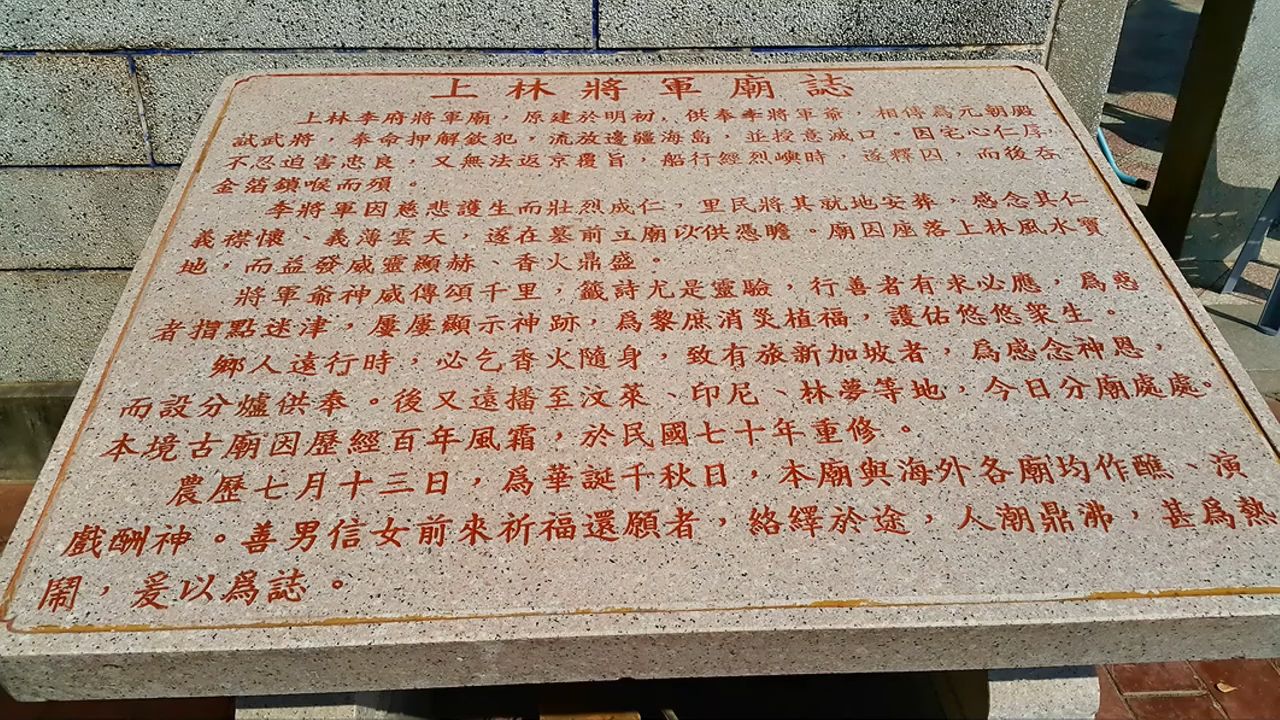 上林將軍廟誌
上林李府將軍廟，原建於明初，供奉李將軍爺，相傳爲元朝殿
試武將，奉命押解欽犯，流放邊疆海島，並授意滅口。因宅心仁厚，
不忍迫害忠良，又無法返京覆旨，船行經烈嶼時，遂釋囚，而後吞
金箔鎖喉而殞。
李將軍因慈悲護生而壯烈成仁，里民將其就地安葬，感念其仁
義襟懷、義薄雲天，遂在墓前立廟以供憑瞻。廟因座落上林風水寶
地，而益發威靈顯赫、香火鼎盛。
將軍爺神威傳頌千里，籤詩尤是靈驗，行善者有求必應，爲惑
者指點迷津，屢屢顯示神跡，爲黎庶消災植福，護佑悠悠眾生。
鄉人遠行時，必乞香火隨身，致有旅新加坡者，爲感念神恩，
而設分爐供奉。後又遠播至汶萊、印尼、林夢等地，今日分廟處處。
本境古廟因歷經百年風霜，於民國七十年重修。
農歷七月十三日，爲華誕千秋日，本廟與海外各廟均作醮、演
戲酬神。善男信女前來祈福還願者，絡繹於途，人潮鼎沸，甚爲熱
鬧，爰以爲誌。